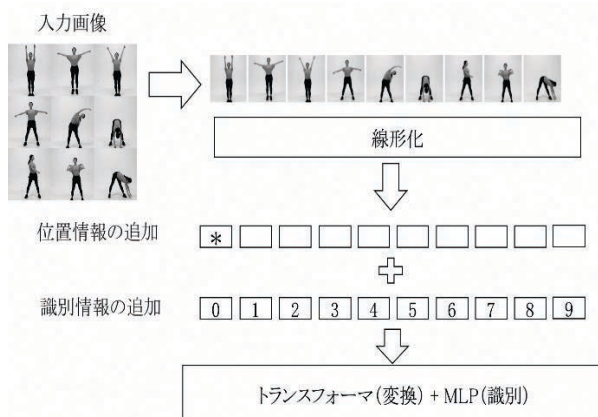 入力画像
線形化
位置情報の追加
*
識別情報の追加
0 1 2 3 4 5 6 7 8 9
トランスフォーマ(変換) + MLP(識別)